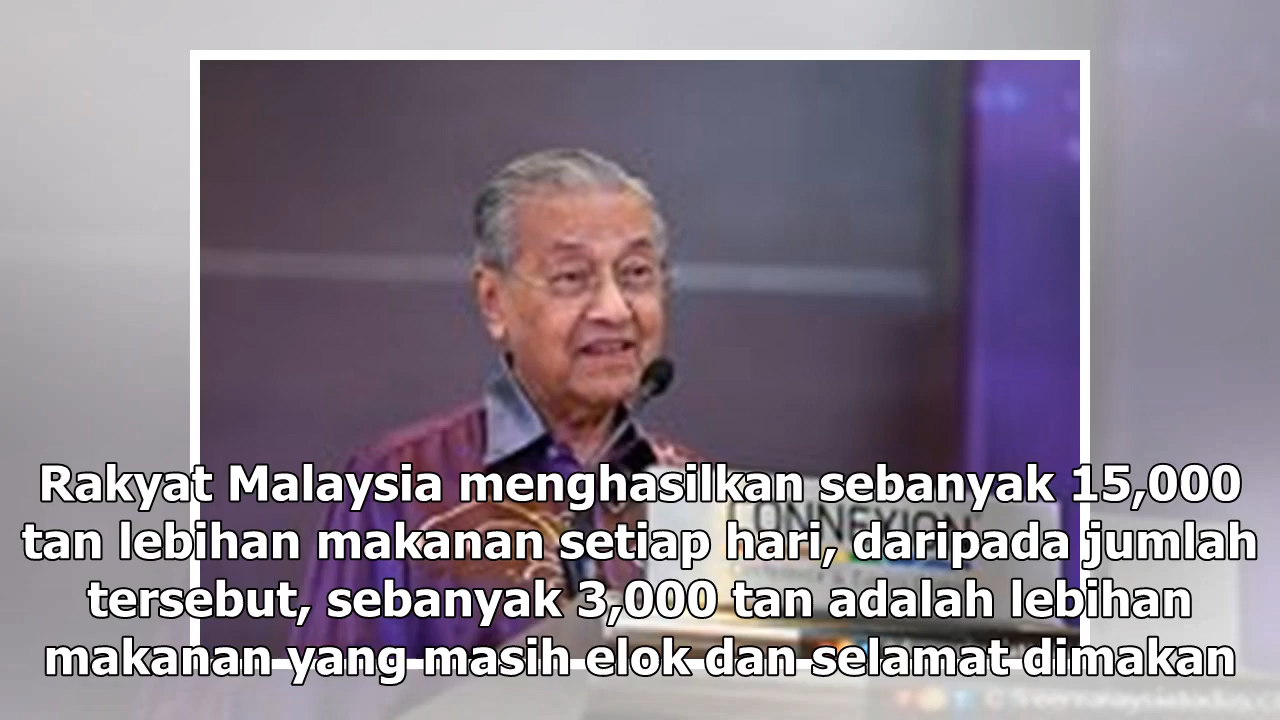 CONNEXION
Rakyat Malaysia menghasilkan sebanyak 15,000
tan lebihan makanan setiap hari, daripada jumlah
tersebut, sebanyak 3,000 tan adalah lebihan
makanan yang masih elok dan selamat dimakan